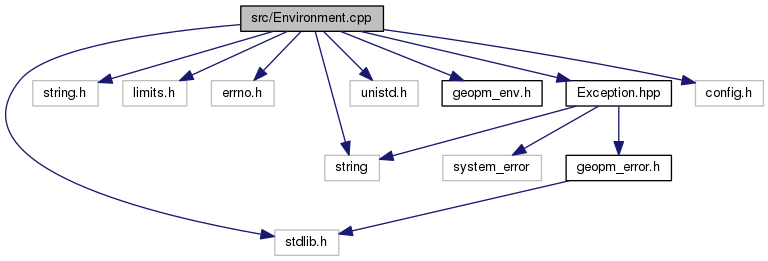 src/Environment.cpp
string.h
limits.h
errno.h
unistd.h
geopm_env.h
Exception.hpp
config.h
string
system_error
geopm_error.h
stdlib.h